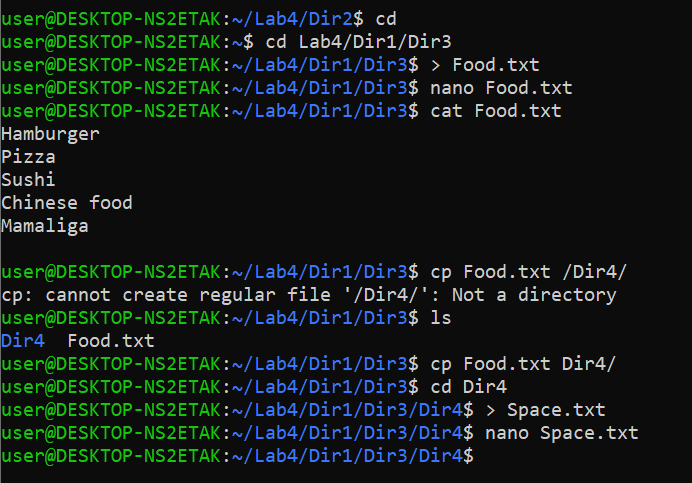 user@DESKTOP-NS2ETAK:~/Lab4/Dir2$ cd
user@DESKTOP-NS2ETAK:~$ cd Lab4/Dir1/Dir3
user@DESKTOP-NS2ETAK:~/Lab4/Dir1/Dir3$ > Food.txt
user@DESKTOP-NS2ETAK:~/Lab4/Dir1/Dir3$ nano Food.txt
user@DESKTOP-NS2ETAK:~/Lab4/Dir1/Dir3$ cat Food.txt
Hamburger
Pizza
Sushi
Chinese food
Mamaliga

user@DESKTOP-NS2ETAK:~/Lab4/Dir1/Dir3$ cp Food.txt /Dir4/
cp: cannot create regular file '/Dir4/': Not a directory
user@DESKTOP-NS2ETAK:~/Lab4/Dir1/Dir3$ ls
Dir4  Food.txt
user@DESKTOP-NS2ETAK:~/Lab4/Dir1/Dir3$ cp Food.txt Dir4/
user@DESKTOP-NS2ETAK:~/Lab4/Dir1/Dir3$ cd Dir4
user@DESKTOP-NS2ETAK:~/Lab4/Dir1/Dir3/Dir4$ > Space.txt
user@DESKTOP-NS2ETAK:~/Lab4/Dir1/Dir3/Dir4$ nano Space.txt
user@DESKTOP-NS2ETAK:~/Lab4/Dir1/Dir3/Dir4$